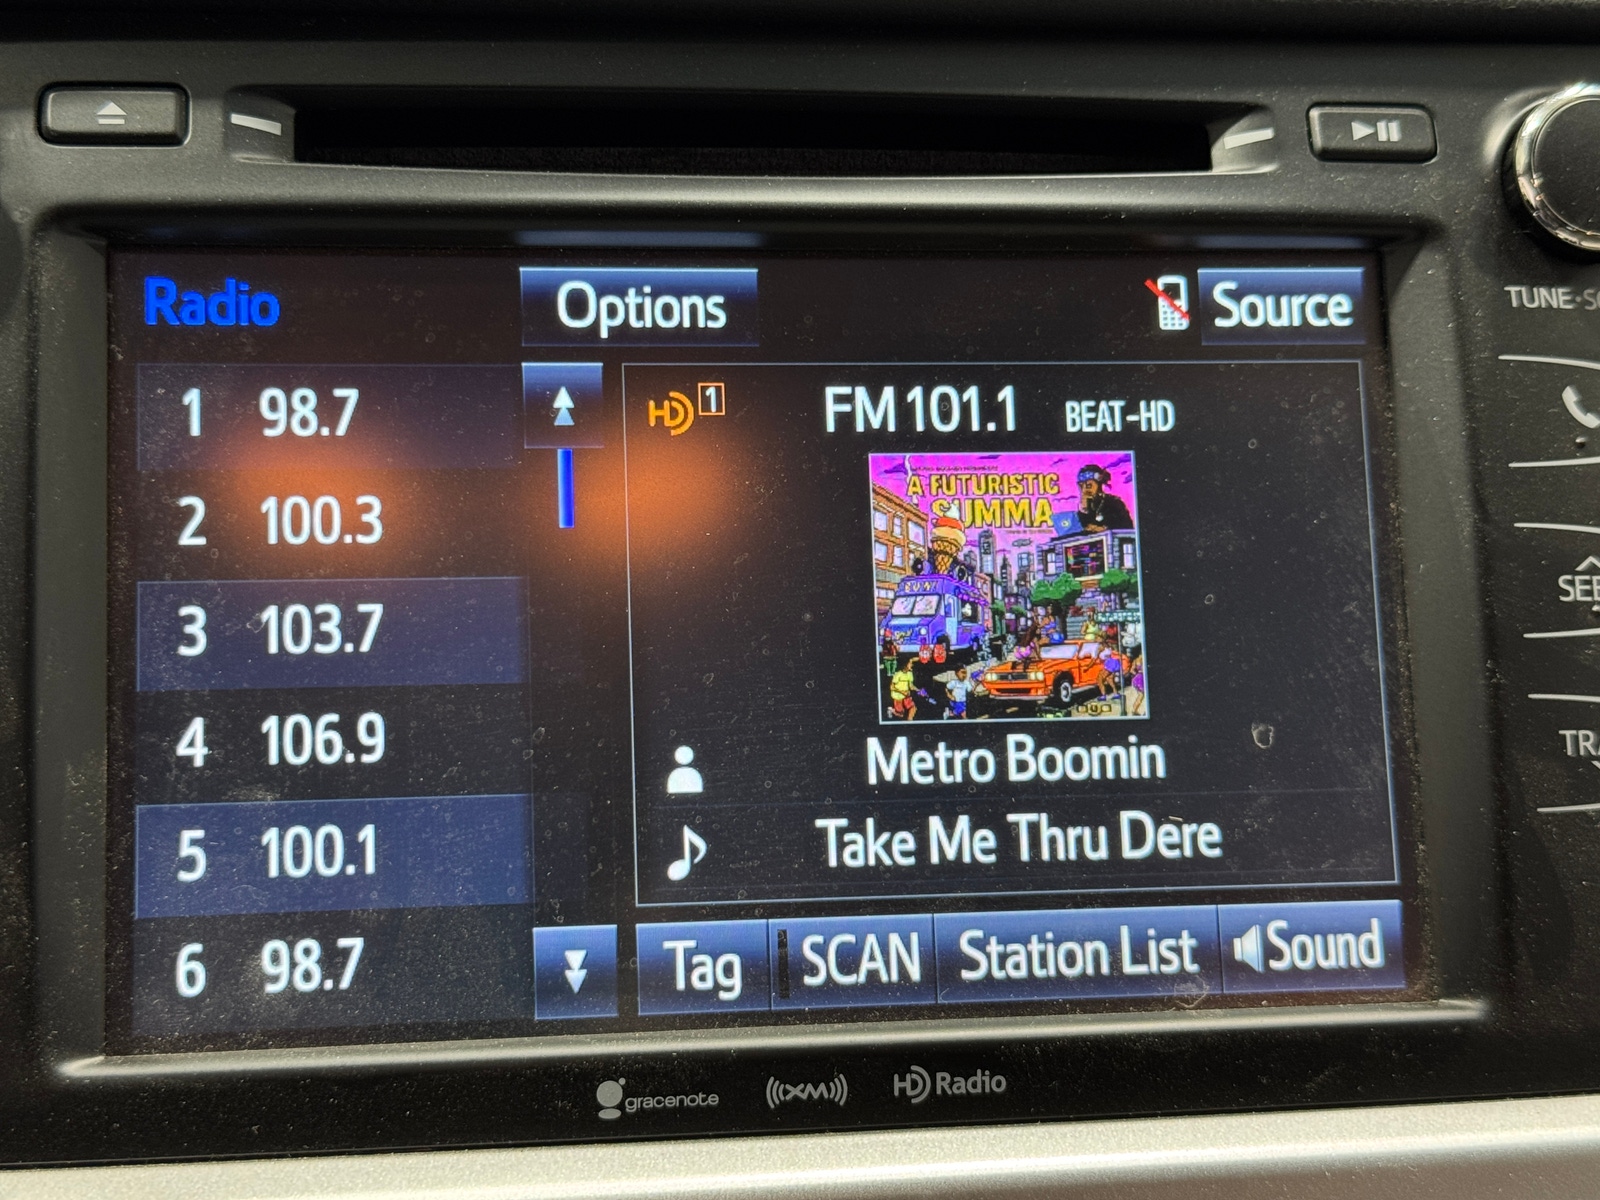 Radio
Options
Source
TUNE·
1 98.7
2 100.3
3 103.7
4 106.9
5 100.1
6 98.7
HD 1
FM 101.1 BEAT-HD
A FUTURISTIC
SUMMA
Metro Boomin
Take Me Thru Dere
Tag
SCAN
Station List
Sound
gracenote
((XM))
HD Radio